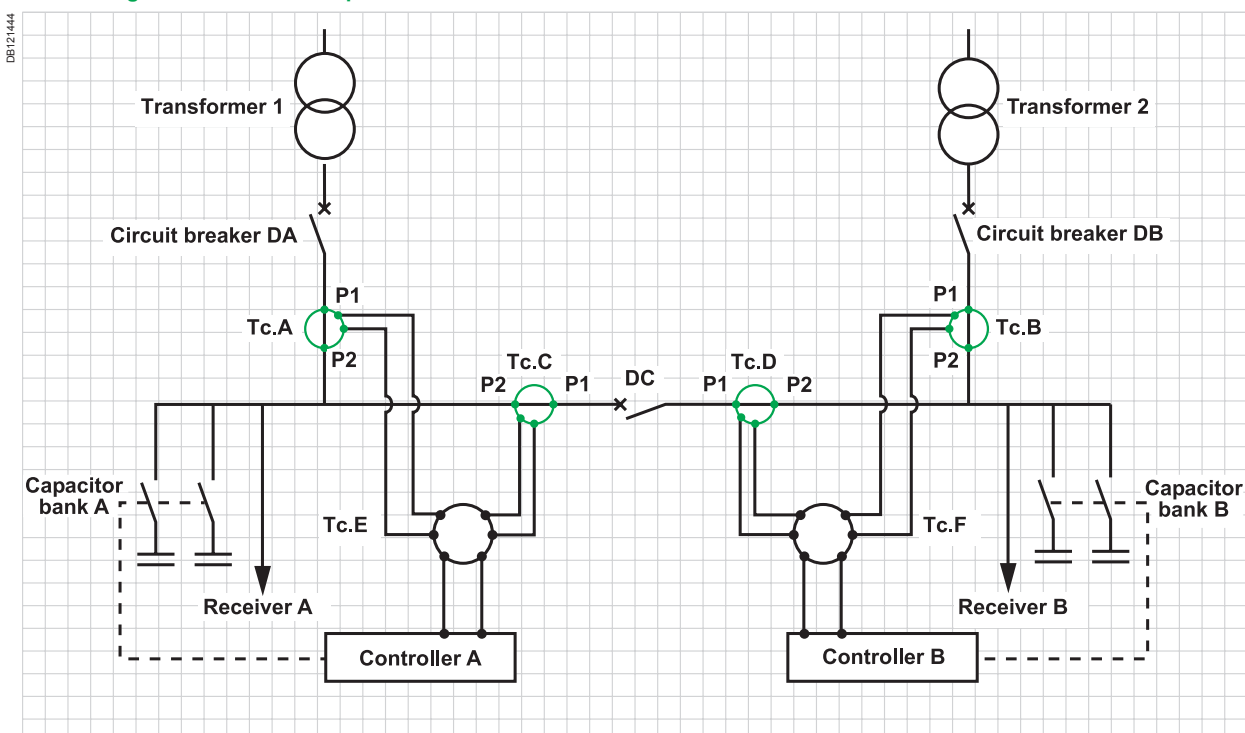 DB121444
Transformer 1
Transformer 2
Circuit breaker DA
Circuit breaker DB
P1
P1
Tc.A
Tc.B
P2
P2
Tc.C
Tc.D
P2
P1
DC
P1
P2
Capacitor
bank A
Capacitor
bank B
Tc.E
Tc.F
Receiver A
Receiver B
Controller A
Controller B